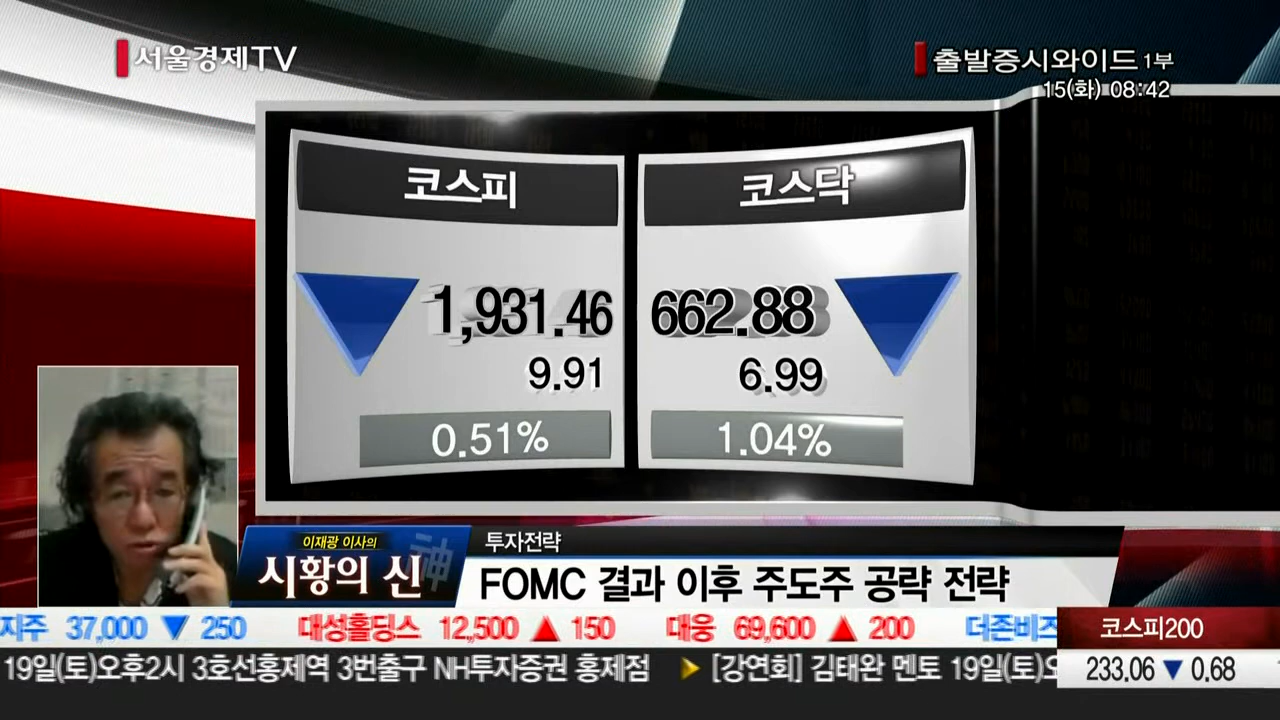 서울경제TV
출발증시와이드 1부
15(화) 08:42
코스피
1,931.46
9.91
0.51%
코스닥
662.88
6.99
1.04%
이재광 이사의
시황의 신
神
투자전략
FOMC 결과 이후 주도주 공략 전략
지주 37,000 ▼ 250 대성홀딩스 12,500 ▲ 150 대웅 69,600 ▲ 200 더존비즈
코스피200
19일(토)오후2시 3호선홍제역 3번출구 NH투자증권 홍제점 ▶ [강연회] 김태완 멘토 19일(토)오
233.06 ▼ 0.68